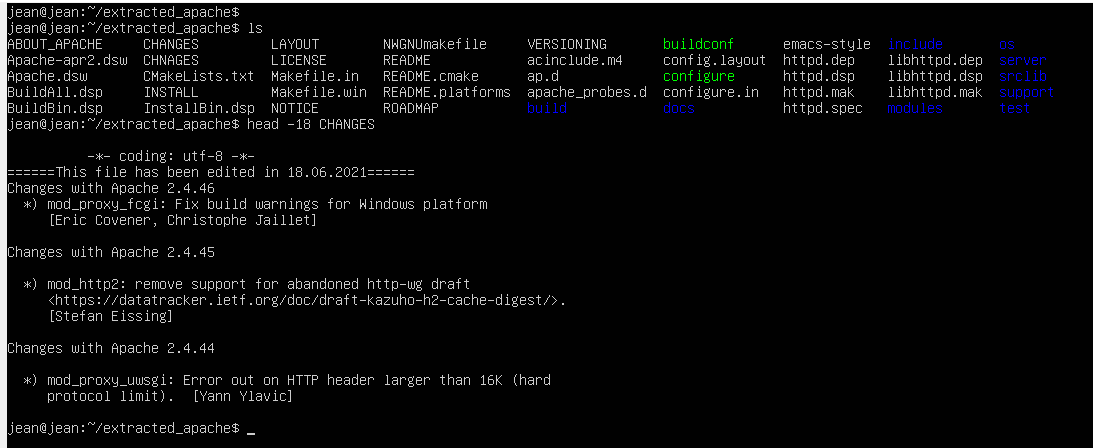 jean@jean:~/extracted_apache$
jean@jean:~/extracted_apache$ ls
ABOUT_APACHE     CHANGES         LAYOUT        NWGNUmakefile     VERSIONING       buildconf      emacs-style  include       os
Apache-apr2.dsw  CHNAGES         LICENSE       README            acinclude.m4     config.layout  httpd.dep    libhttpd.dep  server
Apache.dsw       CMakeLists.txt  Makefile.in   README.cmake      ap.d             configure      httpd.dsp    libhttpd.dsp  srclib
BuildAll.dsp     INSTALL         Makefile.win  README.platforms  apache_probes.d  configure.in   httpd.mak    libhttpd.mak  support
BuildBin.dsp     InstallBin.dsp  NOTICE        ROADMAP           build            docs           httpd.spec   modules       test
jean@jean:~/extracted_apache$ head -18 CHANGES
-*- coding: utf-8 -*-
======This file has been edited in 18.06.2021======
Changes with Apache 2.4.46
*) mod_proxy_fcgi: Fix build warnings for Windows platform
[Eric Covener, Christophe Jaillet]
Changes with Apache 2.4.45
*) mod_http2: remove support for abandoned http-wg draft
<https://datatracker.ietf.org/doc/draft-kazuho-h2-cache-digest/>.
[Stefan Eissing]
Changes with Apache 2.4.44
*) mod_proxy_uwsgi: Error out on HTTP header larger than 16K (hard
protocol limit).  [Yann Ylavic]
jean@jean:~/extracted_apache$ _